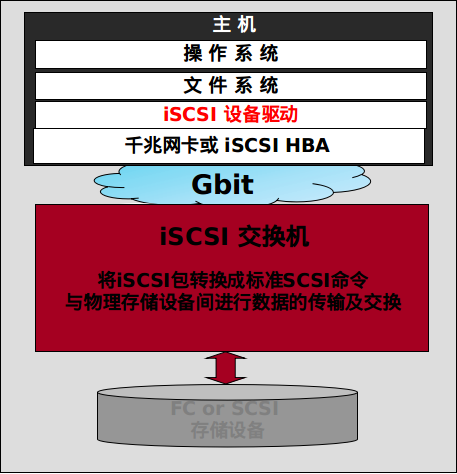 主 机
操 作 系 统
文 件 系 统
iSCSI 设备驱动
千兆网卡或 iSCSI HBA
Gbit
iSCSI 交换机
将iSCSI包转换成标准SCSI命令
与物理存储设备间进行数据的传输及交换
FC or SCSI
存储设备